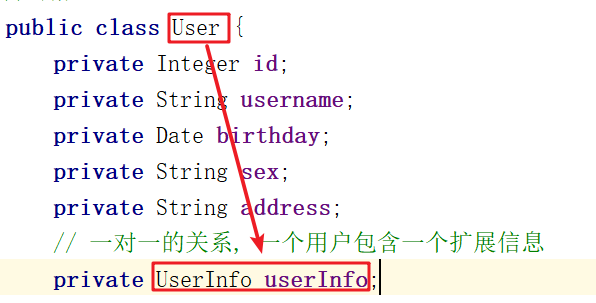 public class User {
private Integer id;
private String username;
private Date birthday;
private String sex;
private String address;
// 一对一的关系, 一个用户包含一个扩展信息
private UserInfo userInfo;